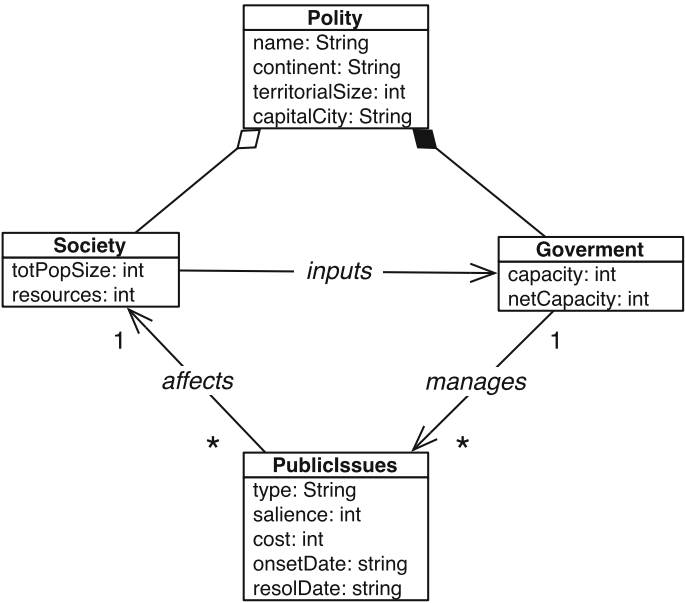 Polity
name: String
continent: String
territorialSize: int
capitalCity: String
Society
totPopSize: int
resources: int
inputs
Goverment
capacity: int
netCapacity: int
1
1
affects
manages
*
*
PublicIssues
type: String
salience: int
cost: int
onsetDate: string
resolDate: string